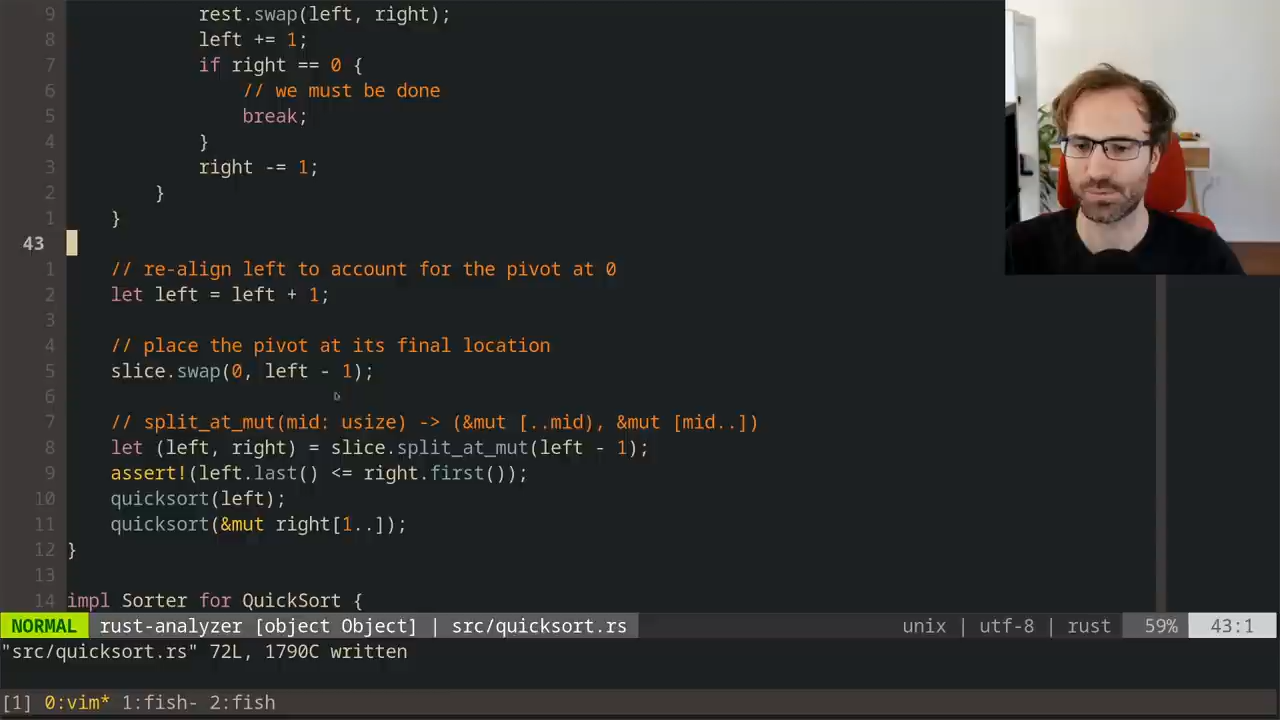 9 rest.swap(left, right);
8 left += 1;
7 if right == 0 {
6 // we must be done
5 break;
4 }
3 right -= 1;
2 }
1 }
43
1 // re-align left to account for the pivot at 0
2 let left = left + 1;
3
4 // place the pivot at its final location
5 slice.swap(0, left - 1);
6
7 // split_at_mut(mid: usize) -> (&mut [..mid), &mut [mid..])
8 let (left, right) = slice.split_at_mut(left - 1);
9 assert!(left.last() <= right.first());
10 quicksort(left);
11 quicksort(&mut right[1..]);
12 }
13
14 impl Sorter for QuickSort {
NORMAL rust-analyzer [object Object] | src/quicksort.rs unix | utf-8 | rust 59% 43:1
"src/quicksort.rs" 72L, 1790C written
[1] 0:vim* 1:fish- 2:fish